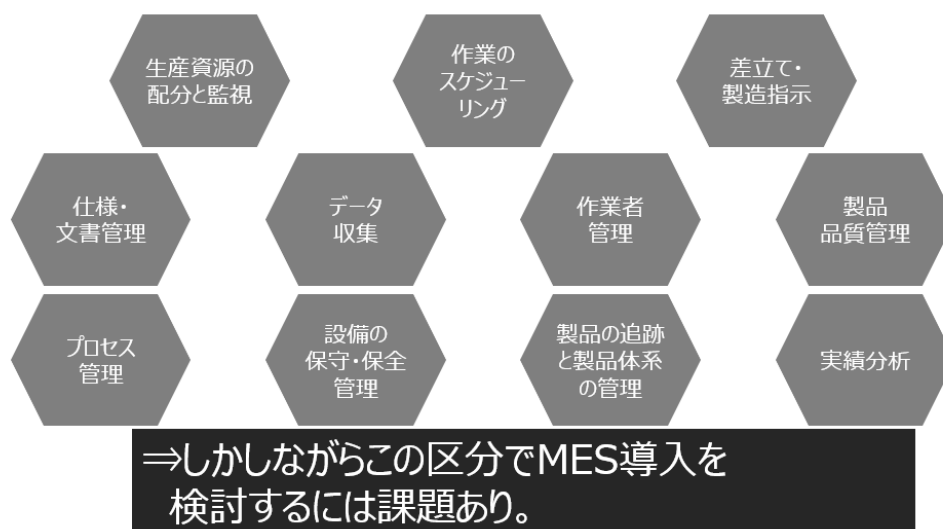 生産資源の
配分と監視
作業の
スケジュー
リング
差立て・
製造指示
仕様・
文書管理
データ
収集
作業者
管理
製品
品質管理
プロセス
管理
設備の
保守・保全
管理
製品の追跡
と製品体系
の管理
実績分析
⇒しかしながらこの区分でMES導入を
検討するには課題あり。